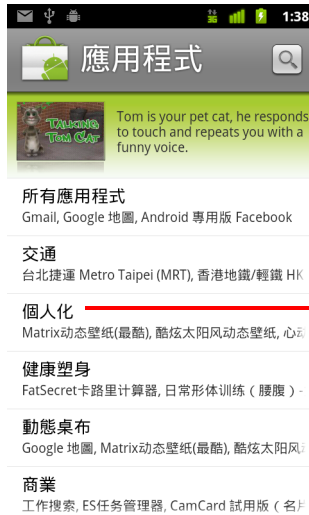 1:38
應用程式
TALKING
TOM CAT
Tom is your pet cat, he responds
to touch and repeats you with a
funny voice.
所有應用程式
Gmail, Google 地圖, Android 專用版 Facebook
交通
台北捷運 Metro Taipei (MRT), 香港地鐵/輕鐵 HK
個人化
Matrix动态壁纸(最酷), 酷炫太阳风动态壁纸, 心动
健康塑身
FatSecret卡路里计算器, 日常形体训练（腰腹）-
動態桌布
Google 地圖, Matrix动态壁纸(最酷), 酷炫太阳风动
商業
工作搜索, ES任务管理器, CamCard 試用版（名片